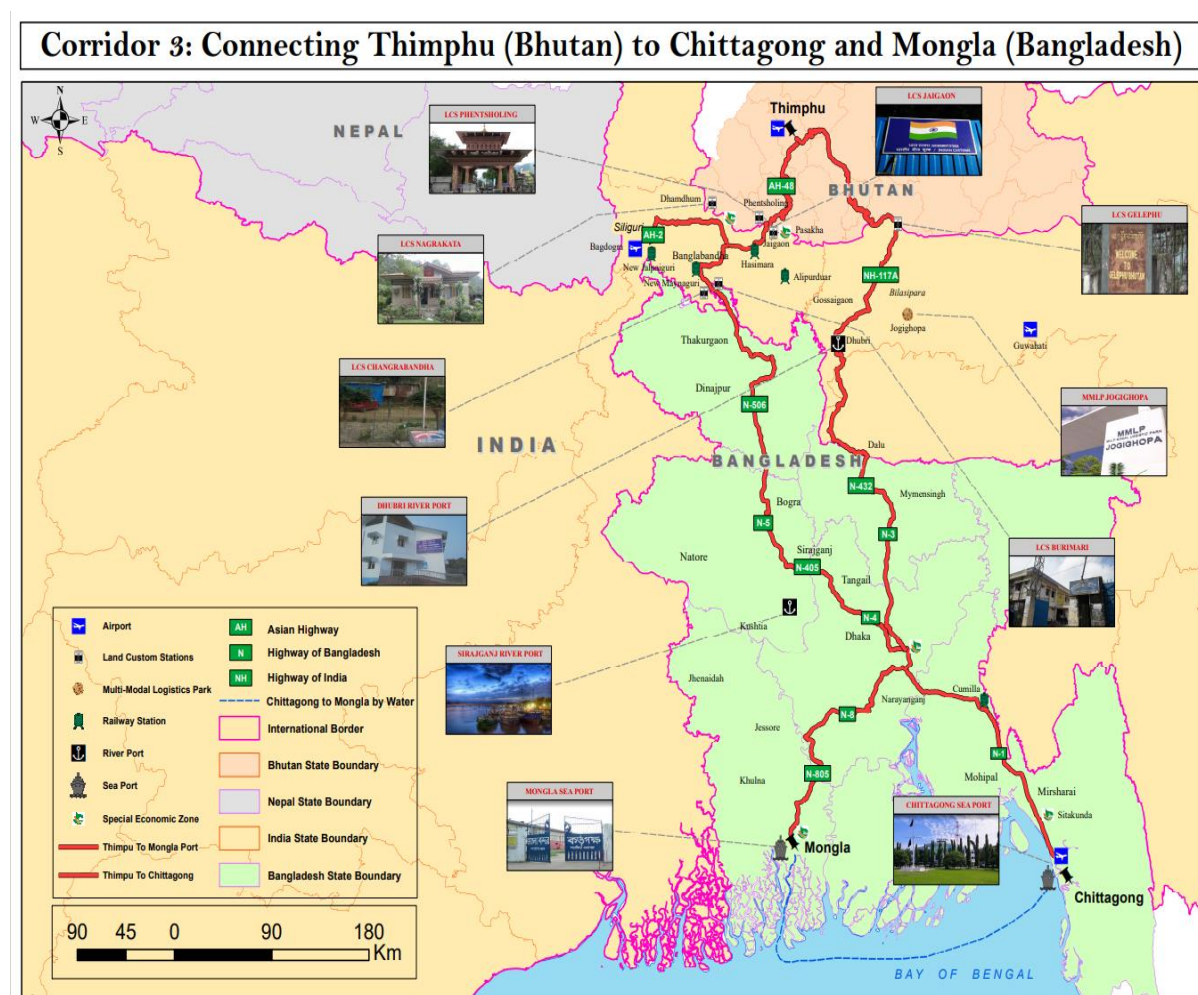 Corridor 3: Connecting Thimphu (Bhutan) to Chittagong and Mongla (Bangladesh)
N
W
E
S
NEPAL
LCS PHENTSHOLING
Thimphu
LCS JAIGAON
AH-48
BHUTAN
Dhamdhum
Phentsholing
LCS GELEPHU
WELCOME
TO
GELEPHU BHUTAN
Siliguri
AH-2
Pasakha
Jaigaon
Bagdogra
Banglabandha
Hasimara
LCS NAGRAKATA
New Jalpaiguri
New Maynaguri
Alipurduar
NH-117A
Bilasipara
Gossaigaon
Jogighopa
Guwahati
Thakurgaon
Dhubri
LCS CHANGRABANDHA
Dinajpur
MMLP JOGIGHOPA
MMLP
JOGIGHOPA
N-506
INDIA
Dalu
BANGLADESH
N-432
Mymensingh
DHUBRI RIVER PORT
Bogra
N-5
N-3
LCS BURIMARI
Natore
Sirajganj
N-405
Tangail
Kushtia
N-4
Dhaka
SIRAJGANJ RIVER PORT
Jhenaidah
Narayanganj
Cumilla
N-8
Jessore
N-1
Khulna
N-805
Mohipal
Mirsharai
MONGLA SEA PORT
CHITTAGONG SEA PORT
Sitakunda
Mongla
Chittagong
BAY OF BENGAL
Airport
Land Custom Stations
Multi-Modal Logistics Park
Railway Station
River Port
Sea Port
Special Economic Zone
Thimpu To Mongla Port
Thimpu To Chittagong
AH Asian Highway
N Highway of Bangladesh
NH Highway of India
Chittagong to Mongla by Water
International Border
Bhutan State Boundary
Nepal State Boundary
India State Boundary
Bangladesh State Boundary
90 45 0 90 180
Km